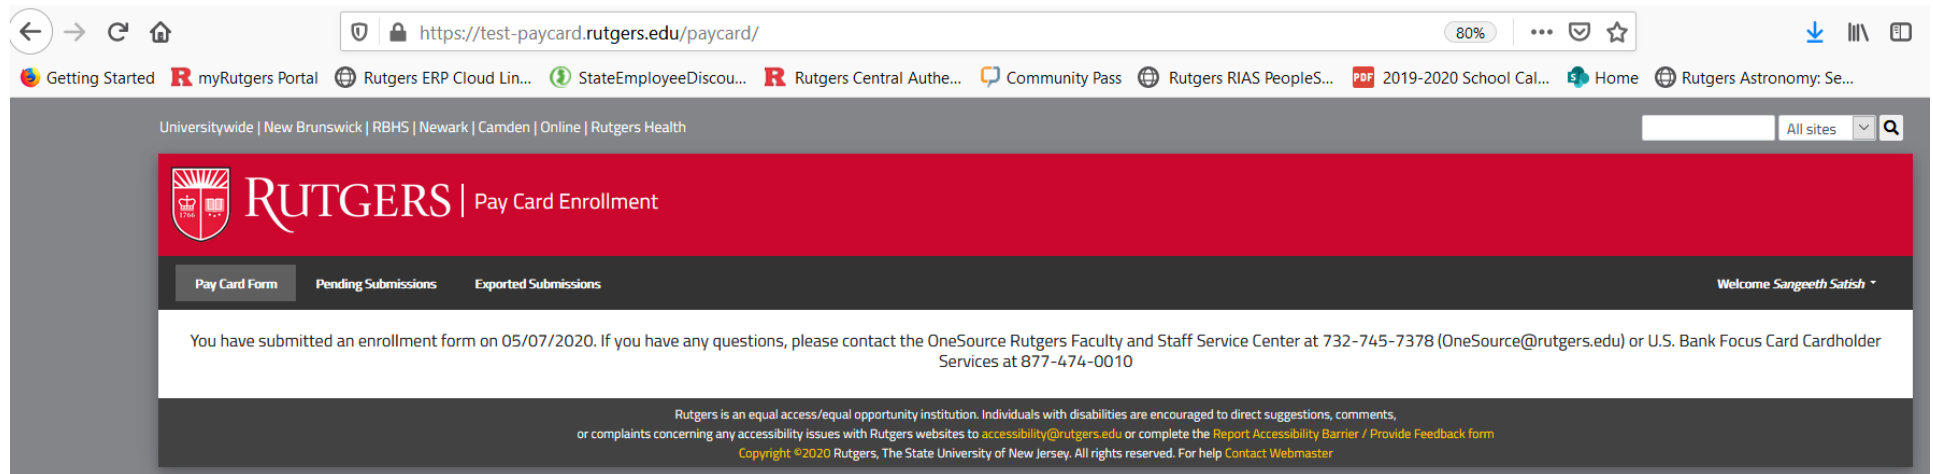 https://test-paycard.rutgers.edu/paycard/ 80%
Getting Started myRutgers Portal Rutgers ERP Cloud Lin... StateEmployeeDiscou... Rutgers Central Authe... Community Pass Rutgers RIAS PeopleS... PDF 2019-2020 School Cal... Home Rutgers Astronomy: Se...
Universitywide | New Brunswick | RBHS | Newark | Camden | Online | Rutgers Health All sites
1766 RUTGERS | Pay Card Enrollment
Pay Card Form Pending Submissions Exported Submissions Welcome Sangeeth Satish
You have submitted an enrollment form on 05/07/2020. If you have any questions, please contact the OneSource Rutgers Faculty and Staff Service Center at 732-745-7378 (OneSource@rutgers.edu) or U.S. Bank Focus Card Cardholder
Services at 877-474-0010
Rutgers is an equal access/equal opportunity institution. Individuals with disabilities are encouraged to direct suggestions, comments,
or complaints concerning any accessibility issues with Rutgers websites to accessibility@rutgers.edu or complete the Report Accessibility Barrier / Provide Feedback form
Copyright ©2020 Rutgers, The State University of New Jersey. All rights reserved. For help Contact Webmaster